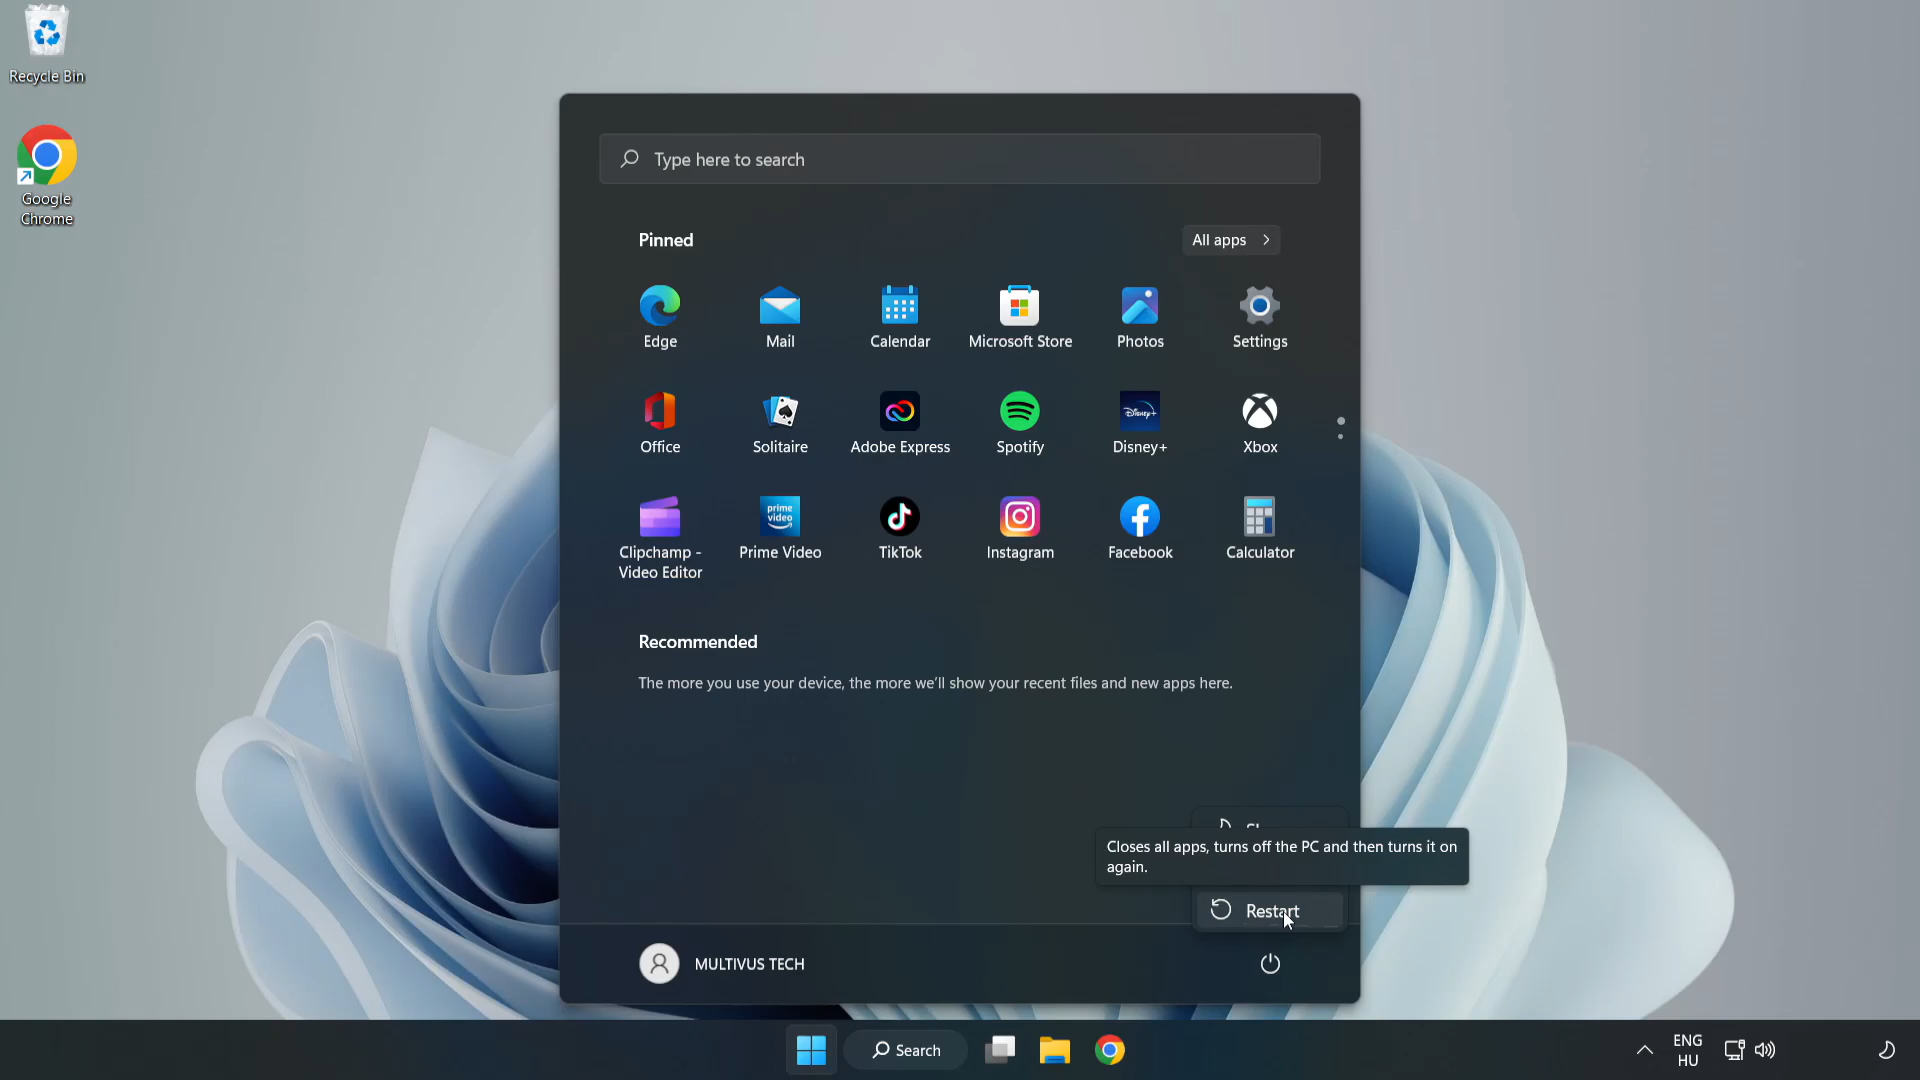 Recycle Bin
Google
Chrome
Type here to search
Pinned
All apps
Edge
Mail
Calendar
Microsoft Store
Photos
Settings
Office
Solitaire
Adobe Express
Disney+
Spotify
Disney+
Xbox
prime
video
Clipchamp -
Video Editor
Prime Video
TikTok
Instagram
Facebook
Calculator
Recommended
The more you use your device, the more we'll show your recent files and new apps here.
Closes all apps, turns off the PC and then turns it on
again.
Restart
MULTIVUS TECH
Search
ENG
HU